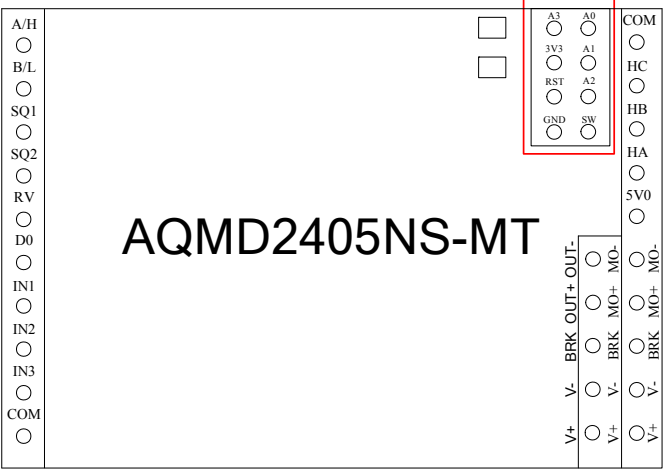 A/H
B/L
SQ1
SQ2
RV
D0
IN1
IN2
IN3
COM
AQMD2405NS-MT
A3 A0
3V3 A1
RST A2
GND SW
COM
HC
HB
HA
5V0
OUT- MO- MO-
OUT+ MO+ MO+
BRK BRK BRK
V- V- V-
V+ V+ V+